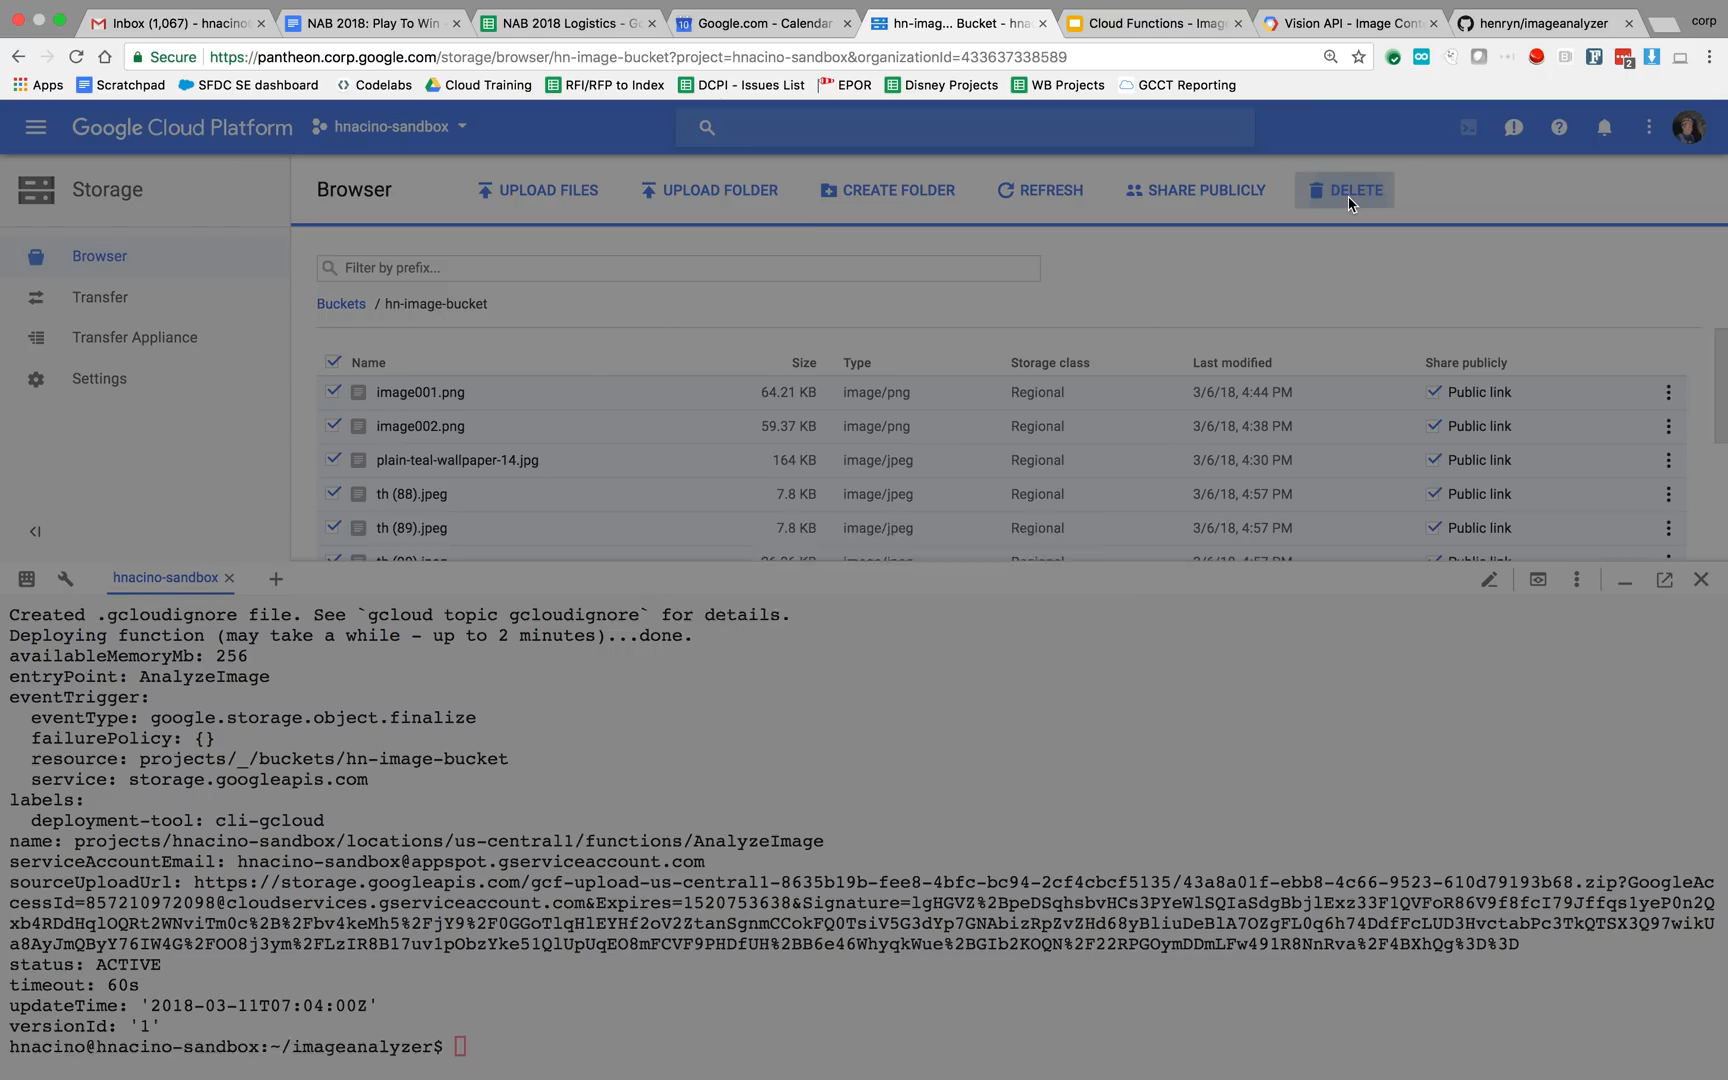 Inbox (1,067) - hnacino
NAB 2018: Play To Win
NAB 2018 Logistics - G
Google.com - Calendar
hn-imag... Bucket - hna
Cloud Functions - Imag
Vision API - Image Con
henryn/imageanalyzer
corp
Secure
https://pantheon.corp.google.com/storage/browser/hn-image-bucket?project=hnacino-sandbox&organizationId=433637338589
Apps
Scratchpad
SFDC SE dashboard
Codelabs
Cloud Training
RFI/RFP to Index
DCPI - Issues List
EPOR
Disney Projects
WB Projects
GCCT Reporting
Google Cloud Platform
hnacino-sandbox
Storage
Browser
UPLOAD FILES
UPLOAD FOLDER
CREATE FOLDER
REFRESH
SHARE PUBLICLY
DELETE
Browser
Transfer
Transfer Appliance
Settings
Filter by prefix...
Buckets / hn-image-bucket
Name Size Type Storage class Last modified Share publicly
image001.png 64.21 KB image/png Regional 3/6/18, 4:44 PM Public link
image002.png 59.37 KB image/png Regional 3/6/18, 4:38 PM Public link
plain-teal-wallpaper-14.jpg 164 KB image/jpeg Regional 3/6/18, 4:30 PM Public link
th (88).jpeg 7.8 KB image/jpeg Regional 3/6/18, 4:57 PM Public link
th (89).jpeg 7.8 KB image/jpeg Regional 3/6/18, 4:57 PM Public link
hnacino-sandbox
Created .gcloudignore file. See `gcloud topic gcloudignore` for details.
Deploying function (may take a while - up to 2 minutes)...done.
availableMemoryMb: 256
entryPoint: AnalyzeImage
eventTrigger:
eventType: google.storage.object.finalize
failurePolicy: {}
resource: projects/_/buckets/hn-image-bucket
service: storage.googleapis.com
labels:
deployment-tool: cli-gcloud
name: projects/hnacino-sandbox/locations/us-central1/functions/AnalyzeImage
serviceAccountEmail: hnacino-sandbox@appspot.gserviceaccount.com
sourceUploadUrl: https://storage.googleapis.com/gcf-upload-us-central1-8635b19b-fee8-4bfc-bc94-2cf4cbcf5135/43a8a01f-ebb8-4c66-9523-610d79193b68.zip?GoogleAc
cessId=857210972098@cloudservices.gserviceaccount.com&Expires=1520753638&Signature=lgHGVZ%2BpeDSqhsbvHCs3PYeWlSQIaSdgBbjlExz33F1QVFoR86V9f8fcI79Jffqs1yeP0n2Q
xb4RDdHqlOQRt2WNviTm0c%2B%2Fbv4keMh5%2FjY9%2F0GGoTlqHlEYHf2oV2ZtanSgnmCCokFQ0TsiV5G3dYp7GNAbizRpZvZHd68yBliuDeBlA7OZgFL0q6h74DdfFcLUD3HvctabPc3TkQTSX3Q97wikU
a8AyJmQByY76IW4G%2FOO8j3ym%2FLzIR8B17uv1pObzYke51QlUpUqEO8mFCVF9PHDfUH%2BB6e46WhyqkWue%2BGIb2KOQN%2F22RPGOymDDmLFw491R8NnRva%2F4BXhQg%3D%3D
status: ACTIVE
timeout: 60s
updateTime: '2018-03-11T07:04:00Z'
versionId: '1'
hnacino@hnacino-sandbox:~/imageanalyzer$